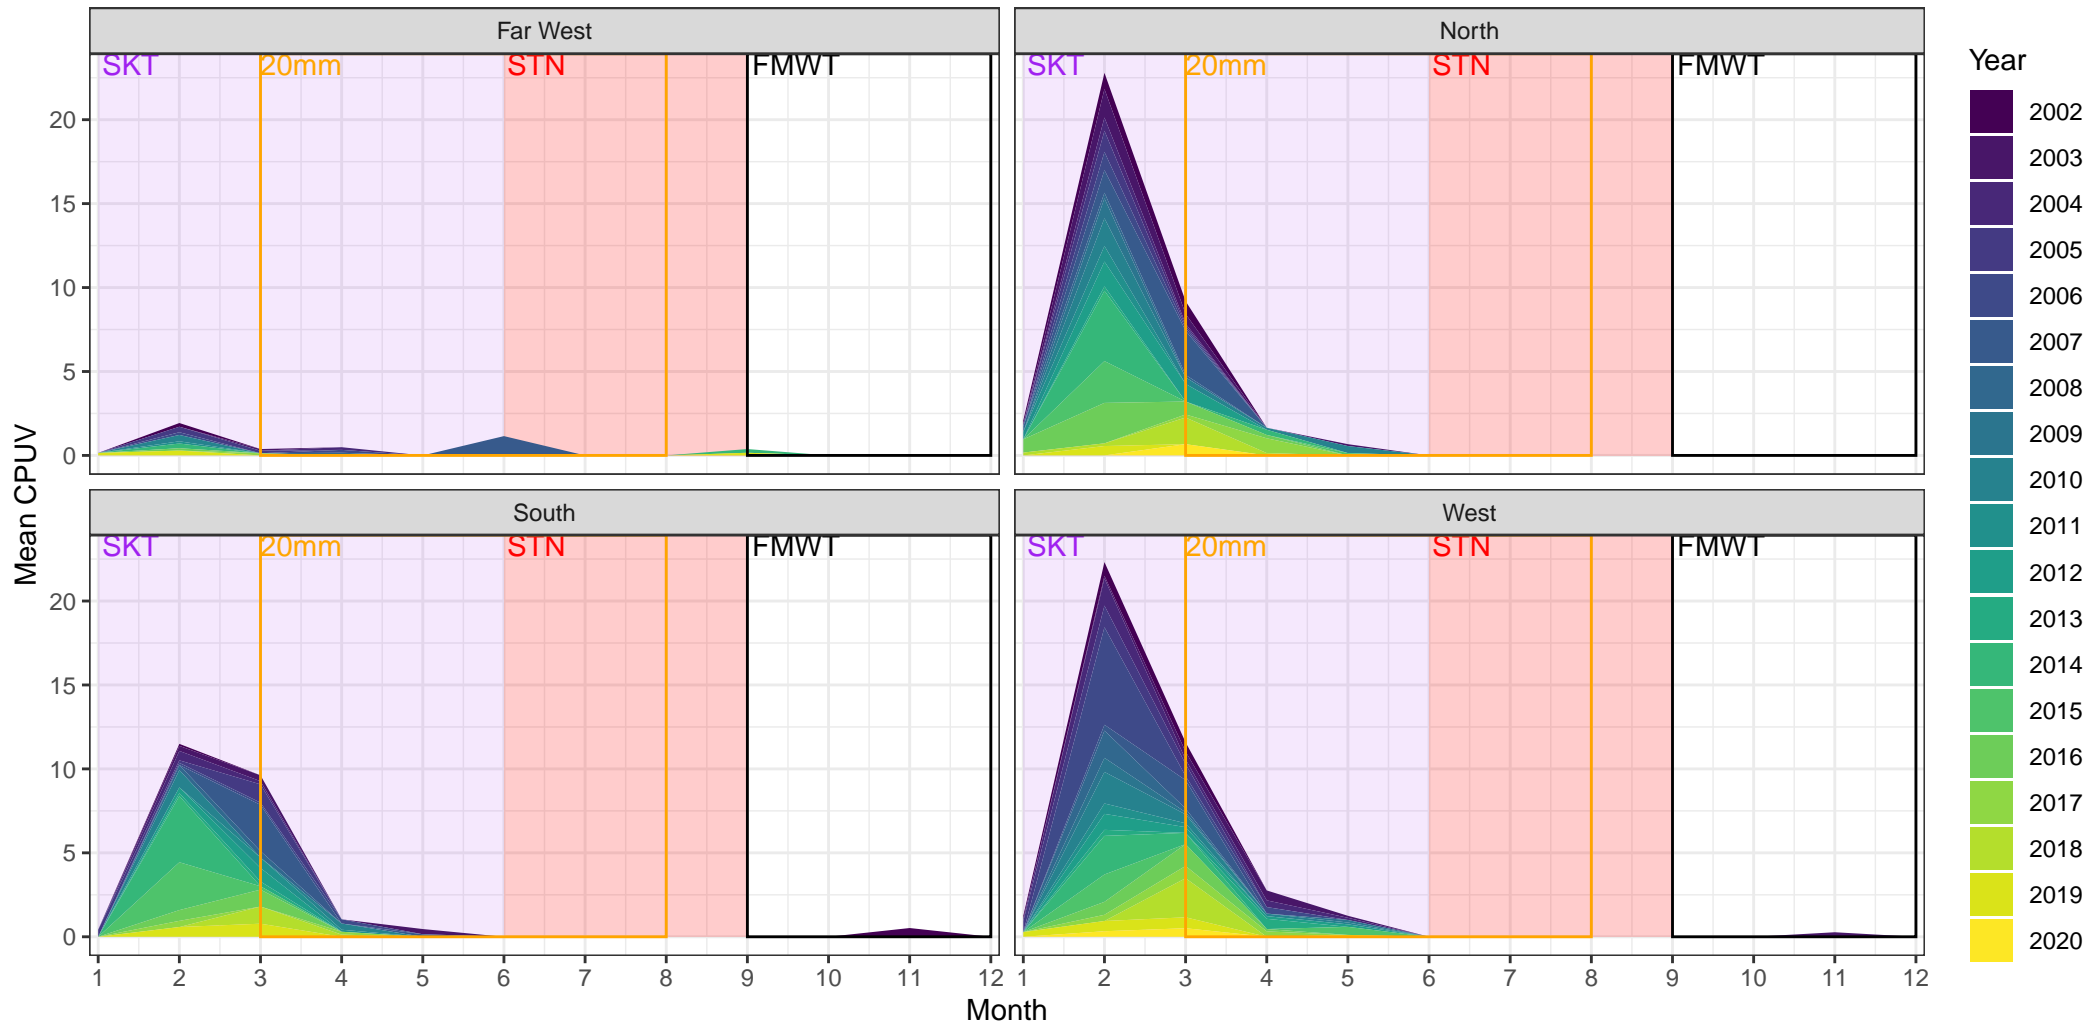 Far West
North
SKT 20mm STN FMWT
SKT 20mm STN FMWT
20
15
10
5
0
South
West
SKT 20mm STN FMWT
SKT 20mm STN FMWT
20
15
10
5
0
1 2 3 4 5 6 7 8 9 10 11 12
1 2 3 4 5 6 7 8 9 10 11 12
Mean CPUV
Month
Year
2002
2003
2004
2005
2006
2007
2008
2009
2010
2011
2012
2013
2014
2015
2016
2017
2018
2019
2020